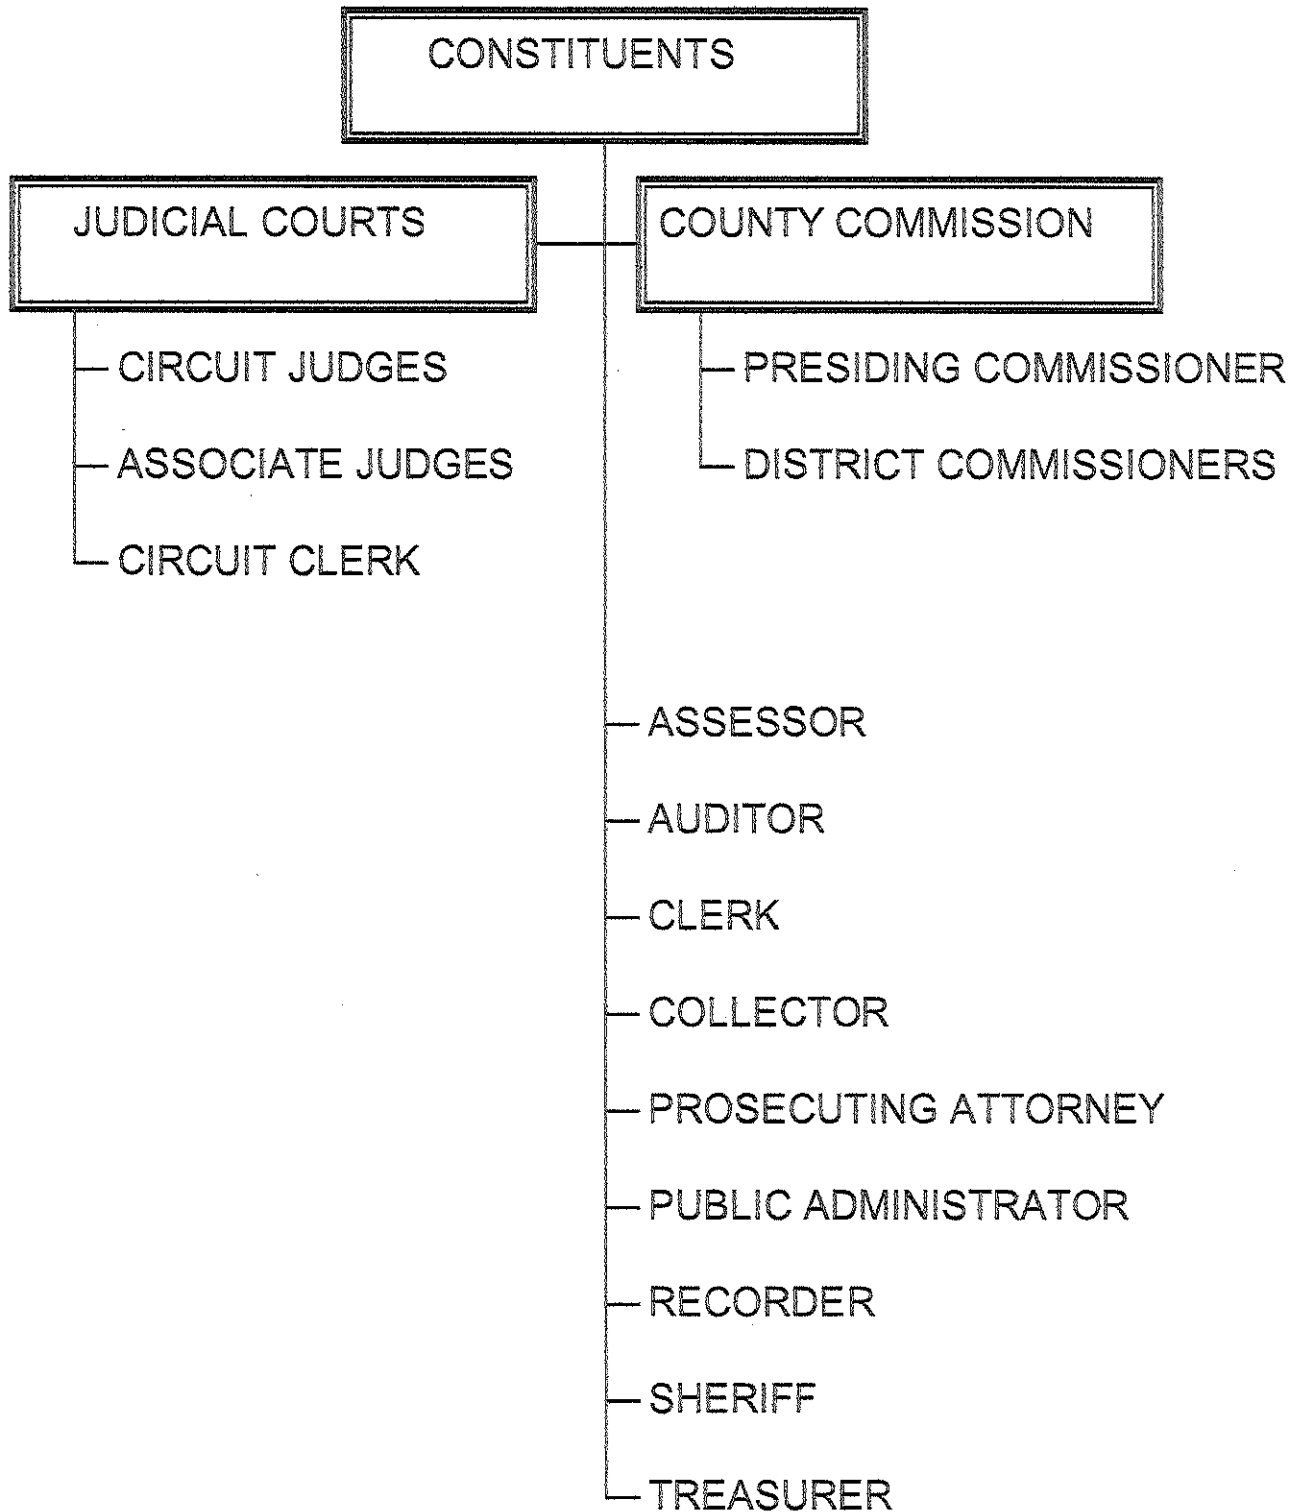 CONSTITUENTS
JUDICIAL COURTS
COUNTY COMMISSION
CIRCUIT JUDGES
ASSOCIATE JUDGES
CIRCUIT CLERK
PRESIDING COMMISSIONER
DISTRICT COMMISSIONERS
ASSESSOR
AUDITOR
CLERK
COLLECTOR
PROSECUTING ATTORNEY
PUBLIC ADMINISTRATOR
RECORDER
SHERIFF
TREASURER